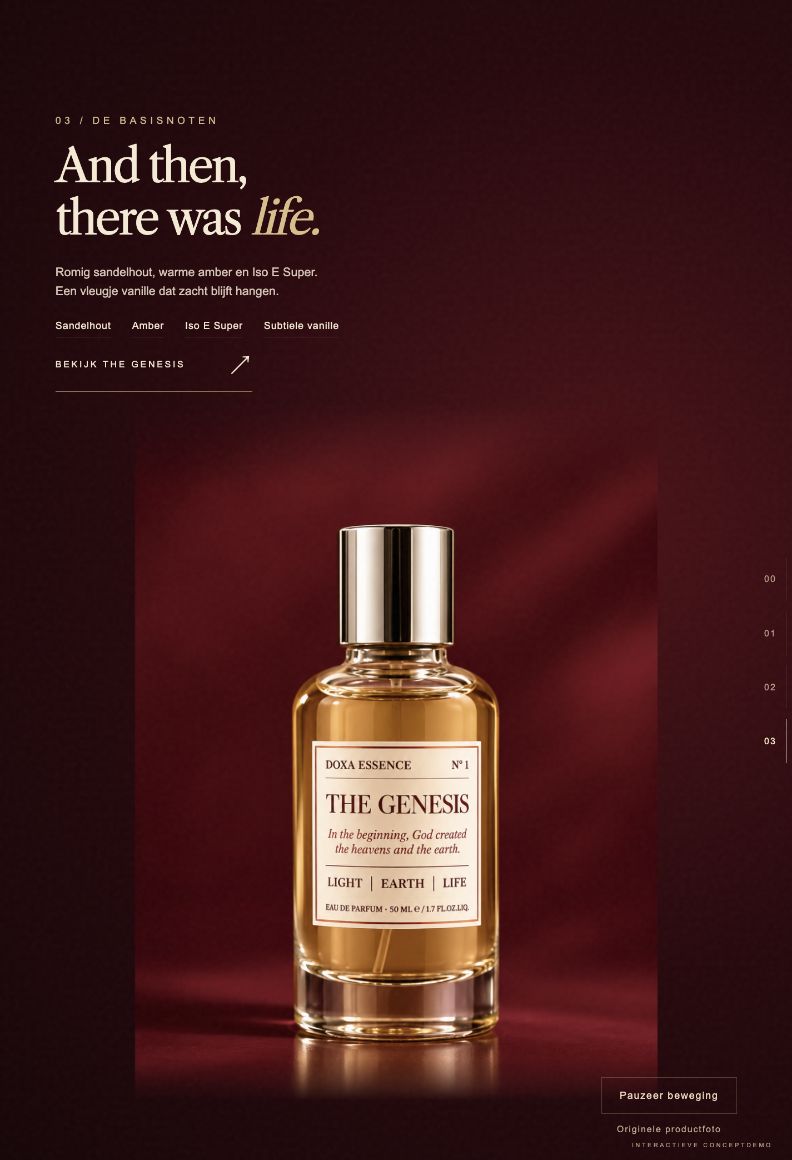 03 / DE BASISNOTEN
And then,
there was life.
Romig sandelhout, warme amber en Iso E Super.
Een vleugje vanille dat zacht blijft hangen.
Sandelhout Amber Iso E Super Subtiele vanille
BEKIJK THE GENESIS
00
01
02
03
DOXA ESSENCE N° 1
THE GENESIS
In the beginning, God created
the heavens and the earth.
LIGHT | EARTH | LIFE
EAU DE PARFUM • 50 ML ℮ / 1.7 FL.OZ.LIQ.
Pauzeer beweging
Originele productfoto
INTERACTIEVE CONCEPTDEMO